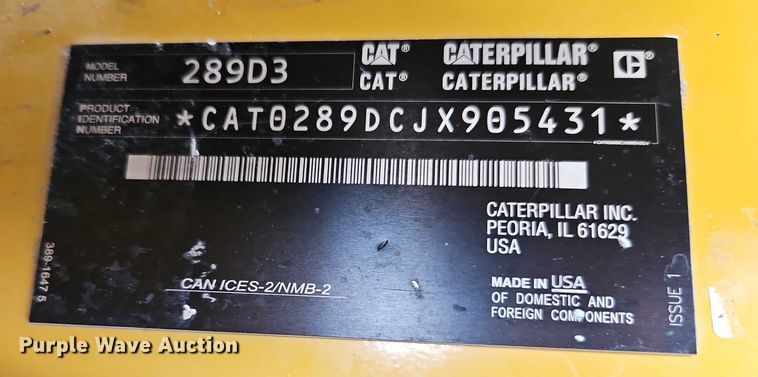 MODEL NUMBER 289D3
CAT® CATERPILLAR®
CAT® CATERPILLAR®
C
PRODUCT
IDENTIFICATION
NUMBER
*CAT0289DCJX905431*
CATERPILLAR INC.
PEORIA, IL 61629
USA
389-1647 5
CAN ICES-2/NMB-2
MADE IN USA
OF DOMESTIC AND
FOREIGN COMPONENTS
ISSUE 1
Purple Wave Auction